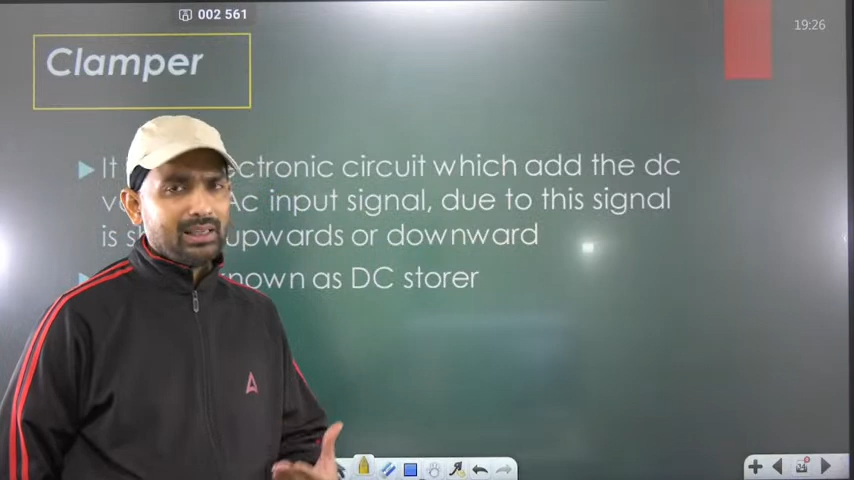 002 561
19:26
Clamper
It ctronic circuit which add the dc
Ac input signal, due to this signal
is upwards or downward
nown as DC storer